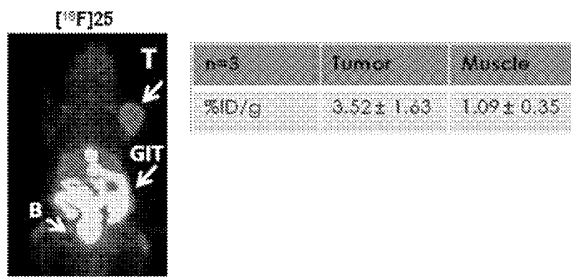 [¹⁸F]25
T
GIT
B
n=3 Tumor Muscle
%ID/g 3.52 ± 1.63 1.09 ± 0.35